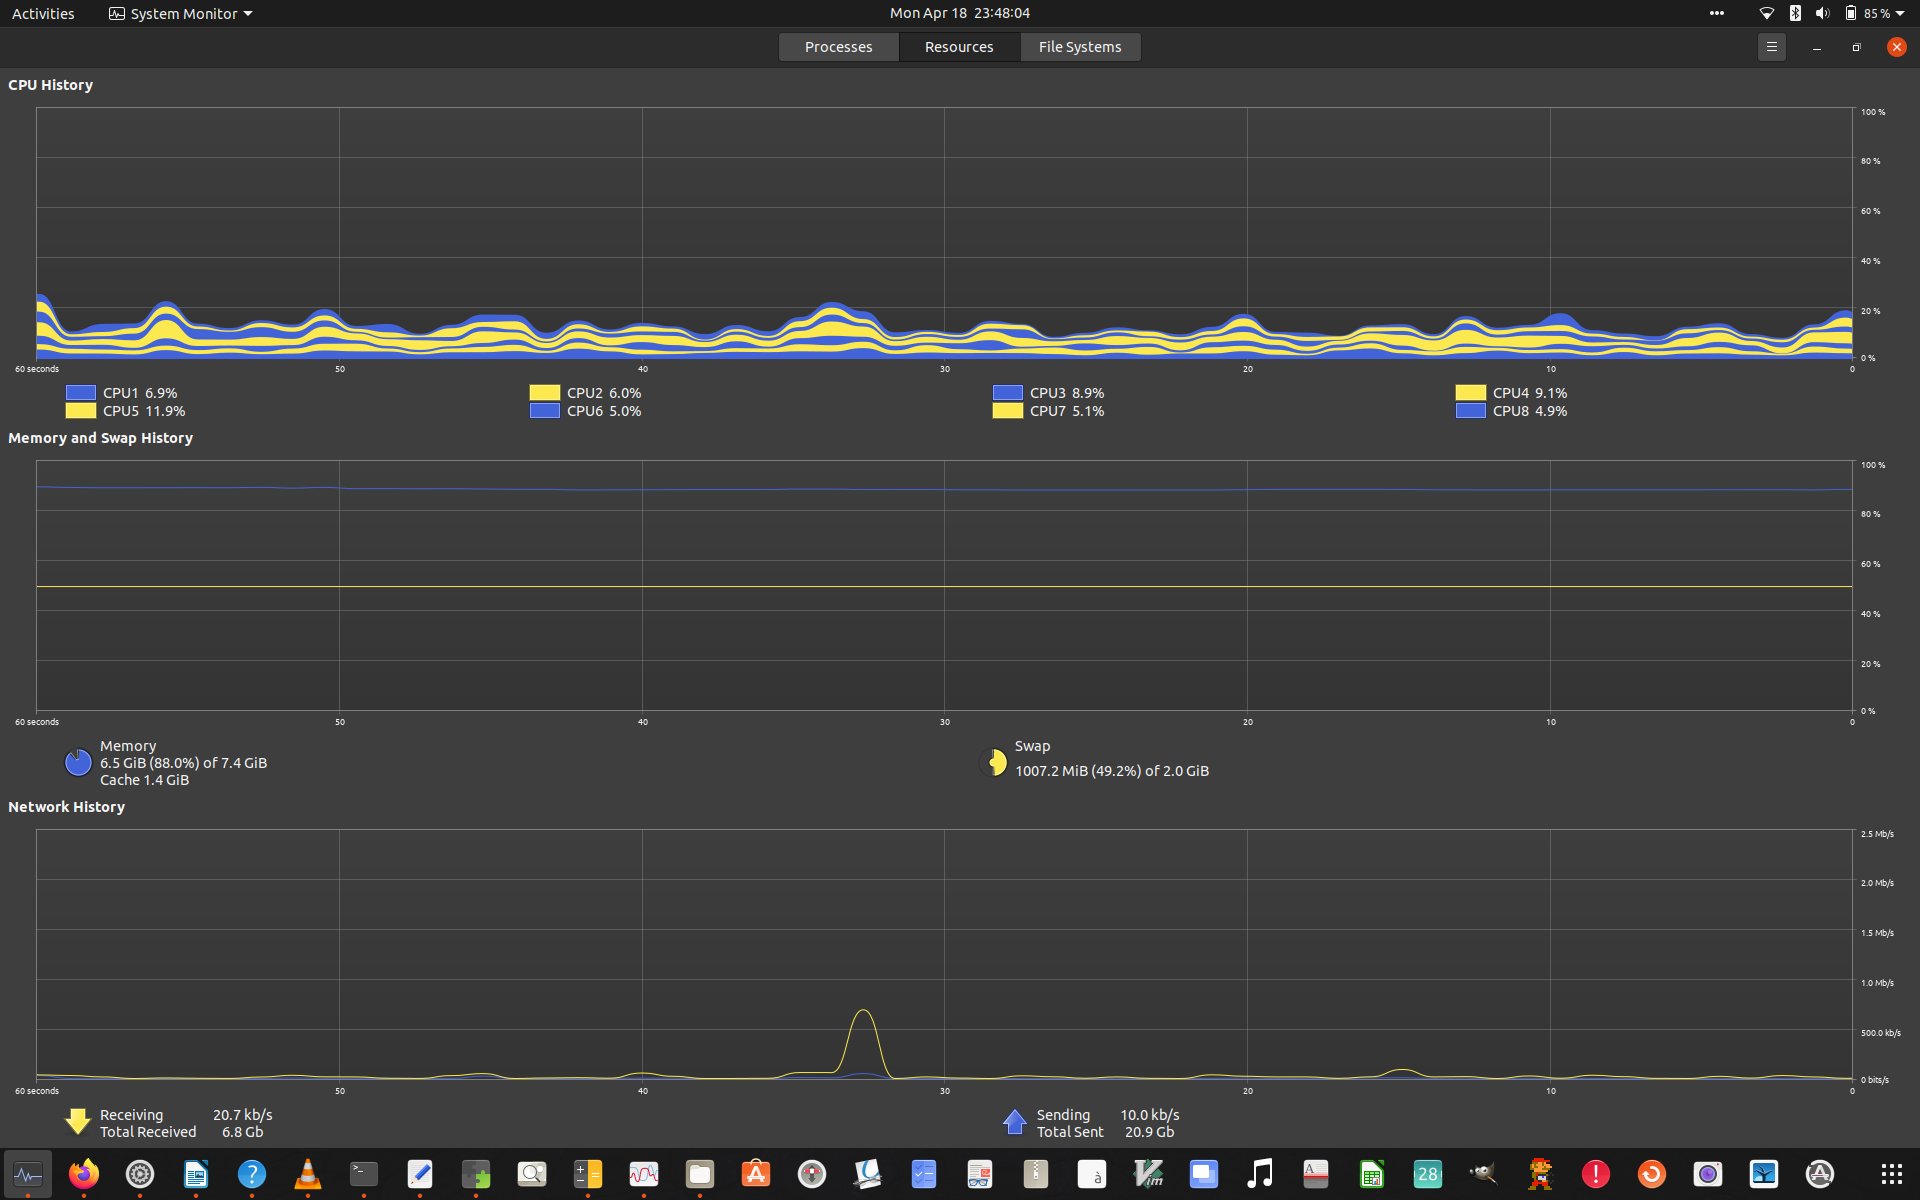 Activities
System Monitor
Mon Apr 18 23:48:04
85 %
Processes
Resources
File Systems
CPU History
100 %
80 %
60 %
40 %
20 %
0 %
60 seconds
50
40
30
20
10
0
CPU1 6.9%
CPU2 6.0%
CPU3 8.9%
CPU4 9.1%
CPU5 11.9%
CPU6 5.0%
CPU7 5.1%
CPU8 4.9%
Memory and Swap History
100 %
80 %
60 %
40 %
20 %
0 %
60 seconds
50
40
30
20
10
0
Memory
6.5 GiB (88.0%) of 7.4 GiB
Cache 1.4 GiB
Swap
1007.2 MiB (49.2%) of 2.0 GiB
Network History
2.5 Mb/s
2.0 Mb/s
1.5 Mb/s
1.0 Mb/s
500.0 kb/s
0 bits/s
60 seconds
50
40
30
20
10
0
Receiving 20.7 kb/s
Total Received 6.8 Gb
Sending 10.0 kb/s
Total Sent 20.9 Gb
>_
?
à
Vim
A
28
!